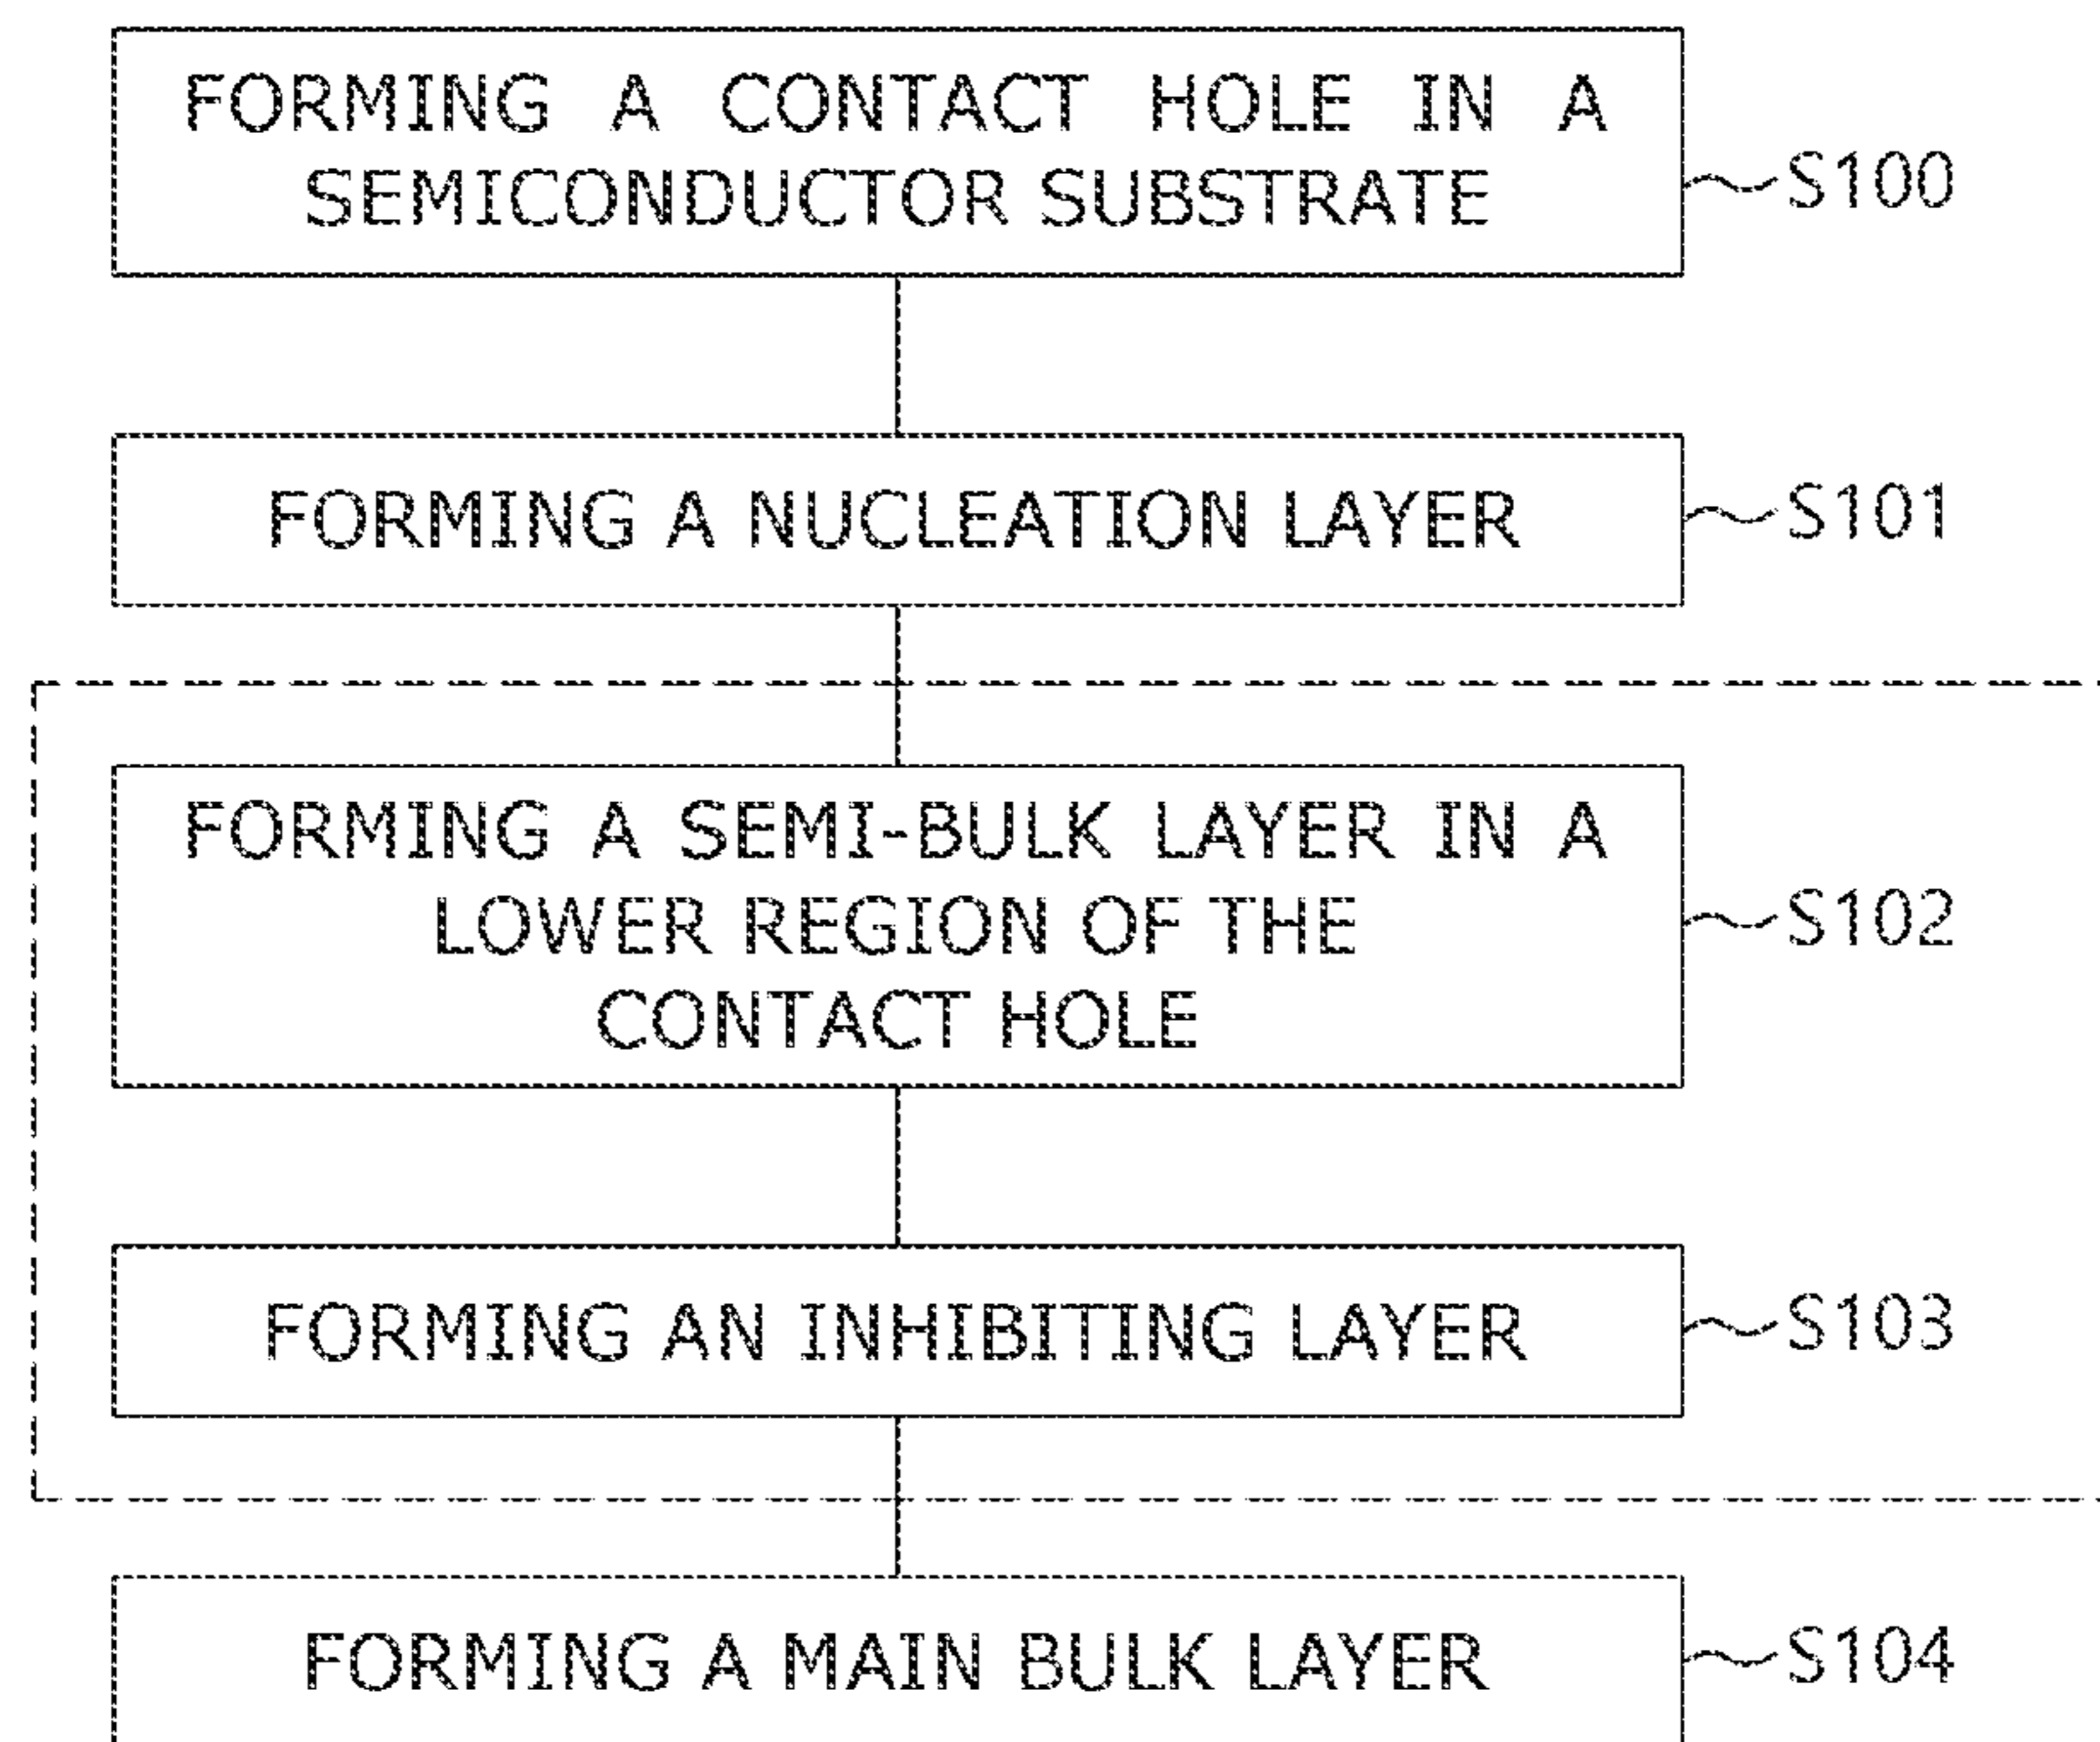 FORMING A CONTACT HOLE IN A
SEMICONDUCTOR SUBSTRATE
S100
FORMING A NUCLEATION LAYER
S101
FORMING A SEMI-BULK LAYER IN A
LOWER REGION OF THE
CONTACT HOLE
S102
FORMING AN INHIBITING LAYER
S103
FORMING A MAIN BULK LAYER
S104